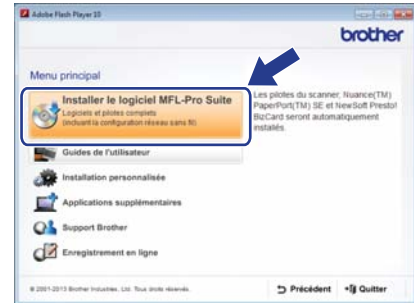 Adobe Flash Player 10
brother
Menu principal
Installer le logiciel MFL-Pro Suite
Logiciels et pilotes complets
(incluant la configuration réseau sans fil)
Les pilotes du scanner, Nuance(TM)
PaperPort(TM) SE et NewSoft Presto!
BizCard seront automatiquement
installés.
Guides de l'utilisateur
Installation personnalisée
Applications supplémentaires
Support Brother
Enregistrement en ligne
© 2001-2013 Brother Industries, Ltd. Tous droits réservés.
Précédent
Quitter